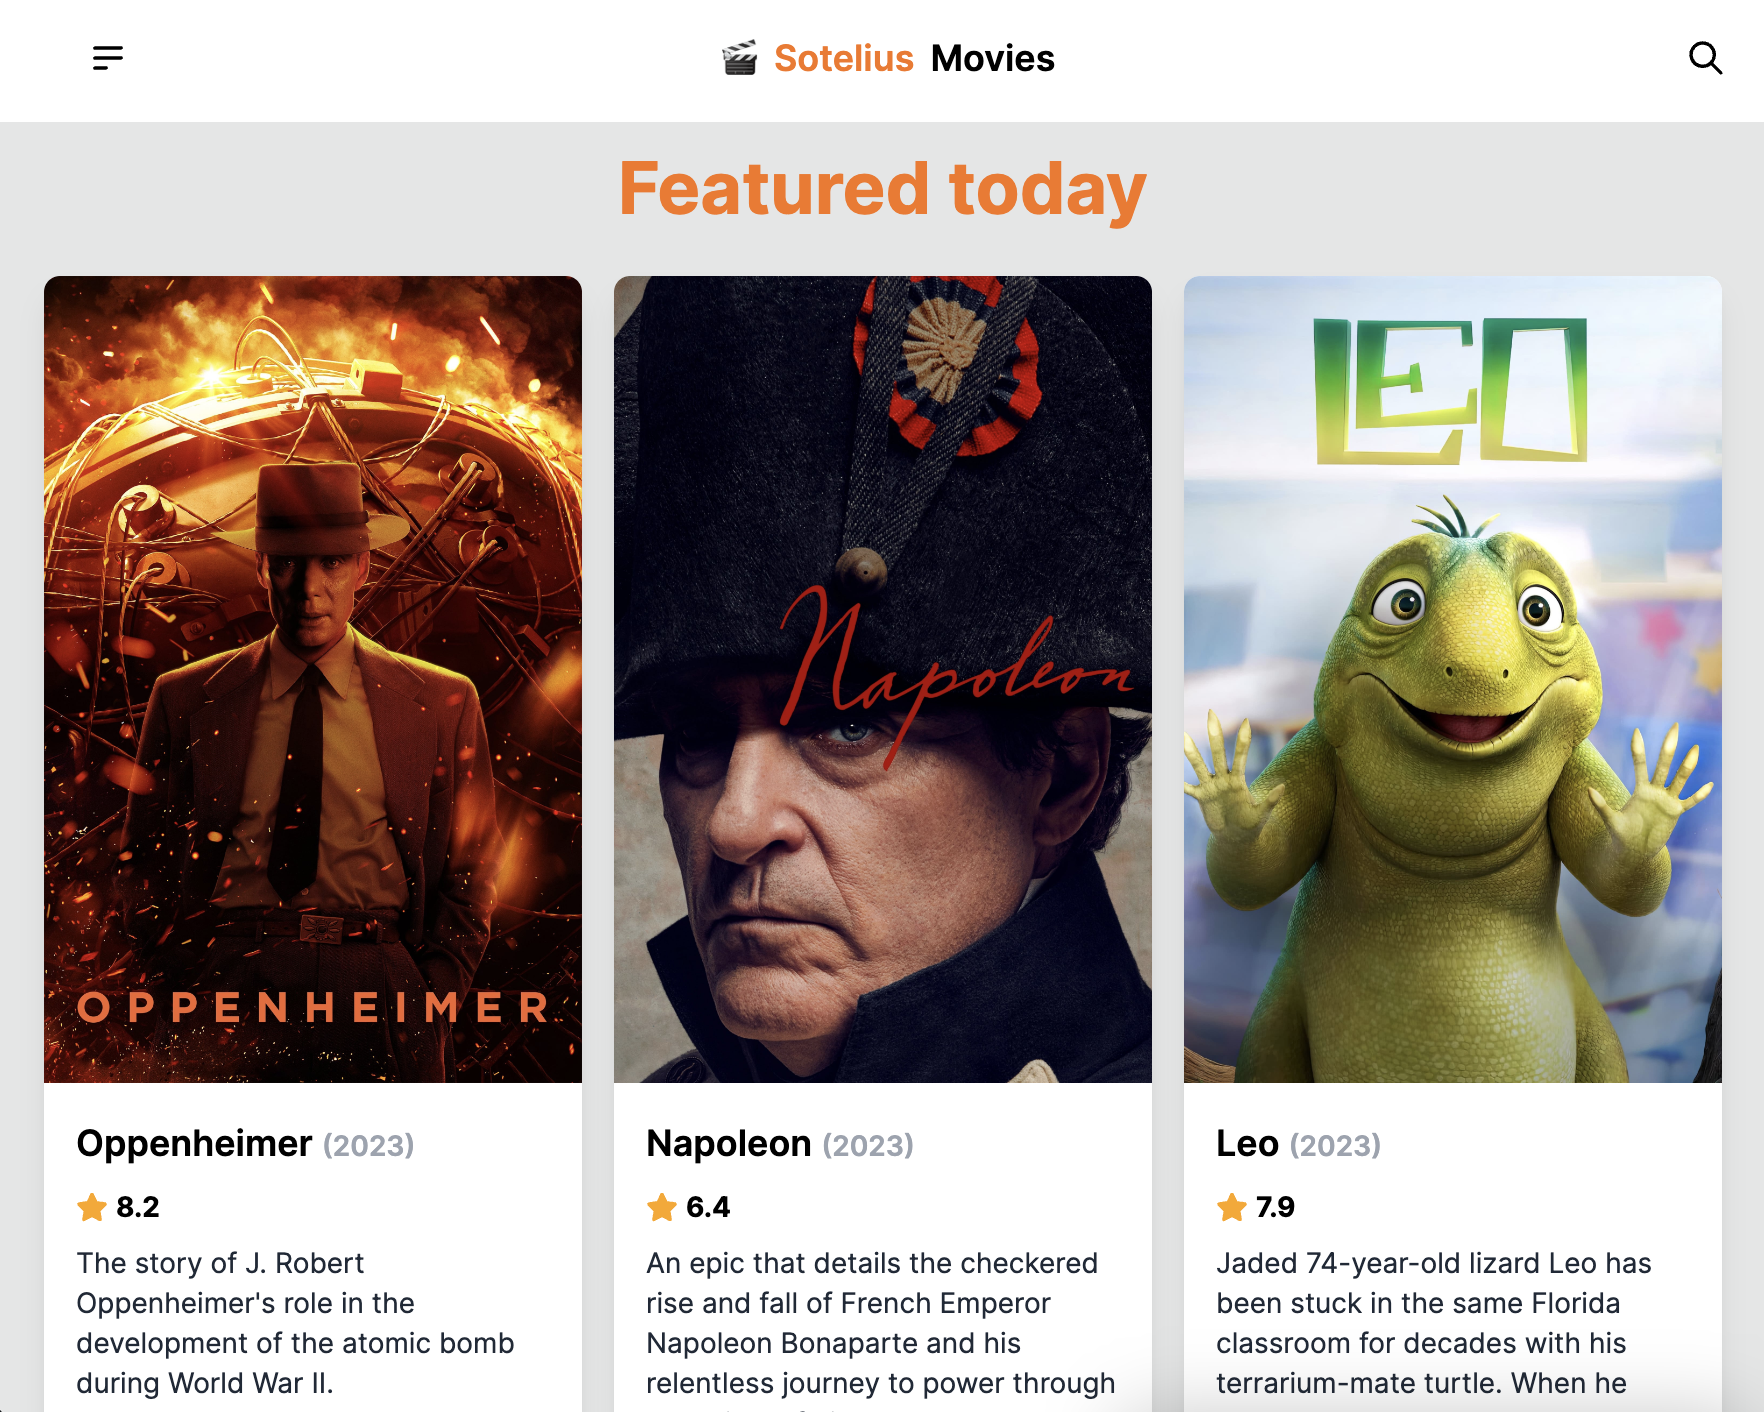 Sotelius Movies
Featured today
OPPENHEIMER
Napoleon
LEO
Oppenheimer (2023)
8.2
The story of J. Robert
Oppenheimer's role in the
development of the atomic bomb
during World War II.
Napoleon (2023)
6.4
An epic that details the checkered
rise and fall of French Emperor
Napoleon Bonaparte and his
relentless journey to power through
Leo (2023)
7.9
Jaded 74-year-old lizard Leo has
been stuck in the same Florida
classroom for decades with his
terrarium-mate turtle. When he